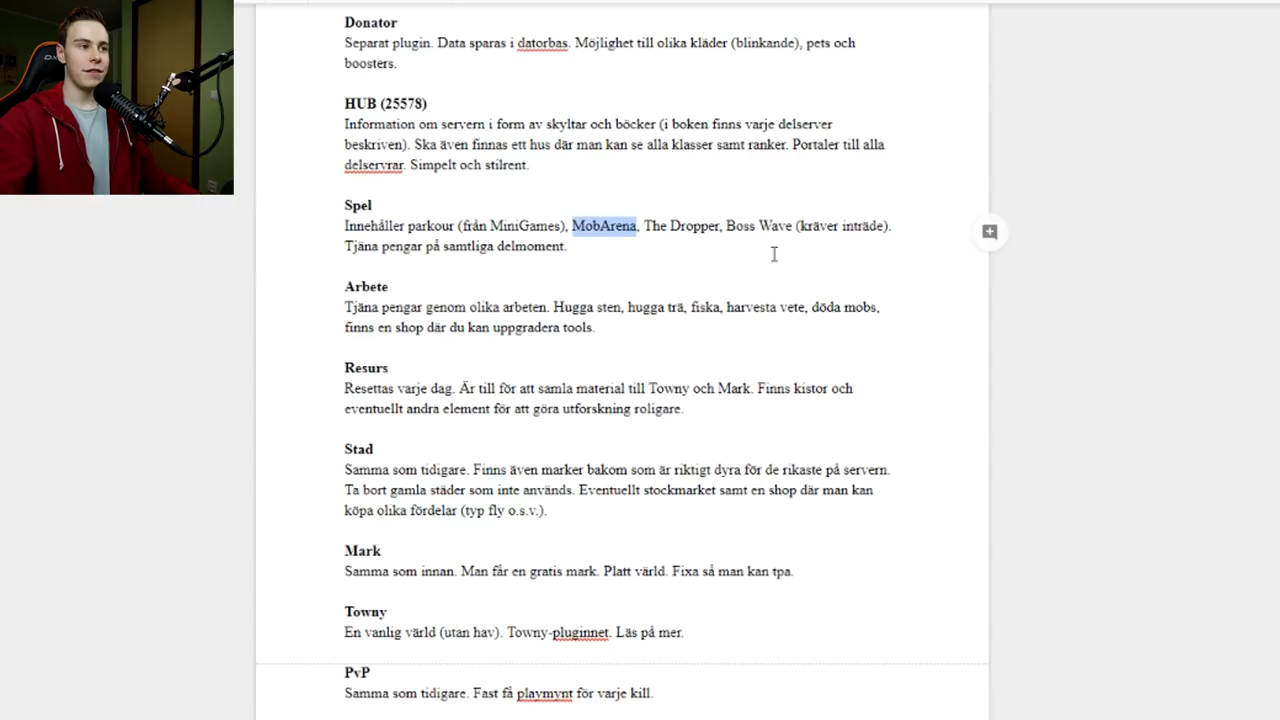 Donator
Separat plugin. Data sparas i datorbas. Möjlighet till olika kläder (blinkande), pets och
boosters.
HUB (25578)
Information om servern i form av skyltar och böcker (i boken finns varje delserver
beskriven). Ska även finnas ett hus där man kan se alla klasser samt ranker. Portaler till alla
delservrar. Simpelt och stilrent.
Spel
Innehåller parkour (från MiniGames), MobArena, The Dropper, Boss Wave (kräver inträde).
Tjäna pengar på samtliga delmoment.
Arbete
Tjäna pengar genom olika arbeten. Hugga sten, hugga trä, fiska, harvesta vete, döda mobs,
finns en shop där du kan uppgradera tools.
Resurs
Resettas varje dag. Är till för att samla material till Towny och Mark. Finns kistor och
eventuellt andra element för att göra utforskning roligare.
Stad
Samma som tidigare. Finns även marker bakom som är riktigt dyra för de rikaste på servern.
Ta bort gamla städer som inte används. Eventuellt stockmarket samt en shop där man kan
köpa olika fördelar (typ fly o.s.v.).
Mark
Samma som innan. Man får en gratis mark. Platt värld. Fixa så man kan tpa.
Towny
En vanlig värld (utan hav). Towny-pluginnet. Läs på mer.
PvP
Samma som tidigare. Fast få playmynt för varje kill.